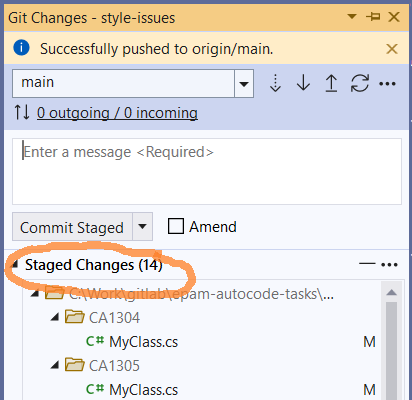 Git Changes - style-issues
Successfully pushed to origin/main.
main
0 outgoing / 0 incoming
Enter a message <Required>
Commit Staged
Amend
Staged Changes (14)
C:\Work\gitlab\epam-autocode-tasks\...
CA1304
C# MyClass.cs M
CA1305
C# MyClass.cs M